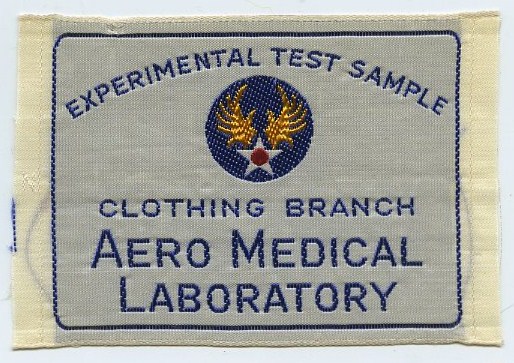 EXPERIMENTAL TEST SAMPLE
CLOTHING BRANCH
AERO MEDICAL
LABORATORY